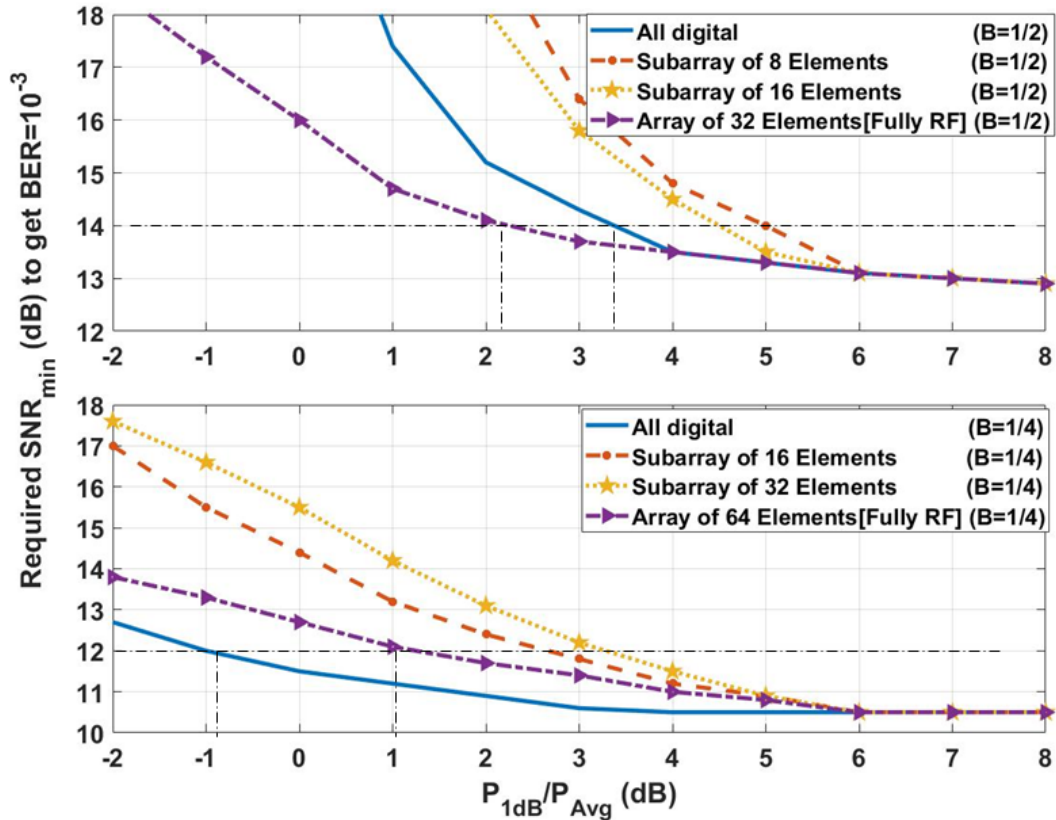 Required SNR_min (dB) to get BER=10^-3
18
17
16
15
14
13
12
-2 -1 0 1 2 3 4 5 6 7 8
All digital (B=1/2)
Subarray of 8 Elements (B=1/2)
Subarray of 16 Elements (B=1/2)
Array of 32 Elements[Fully RF] (B=1/2)
18
17
16
15
14
13
12
11
10
-2 -1 0 1 2 3 4 5 6 7 8
All digital (B=1/4)
Subarray of 16 Elements (B=1/4)
Subarray of 32 Elements (B=1/4)
Array of 64 Elements[Fully RF] (B=1/4)
P_1dB/P_Avg (dB)